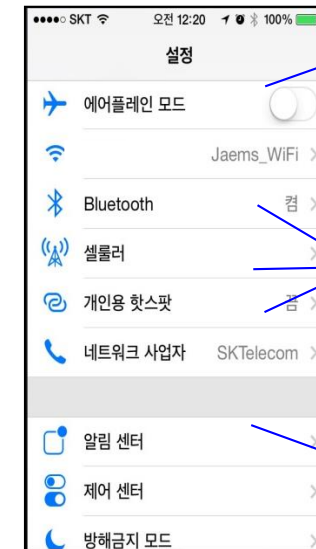 SKT 오전 12:20 100%
설정
에어플레인 모드
Jaems_WiFi
Bluetooth 켬
셀룰러
개인용 핫스팟 끔
네트워크 사업자 SKTelecom
알림 센터
제어 센터
방해금지 모드